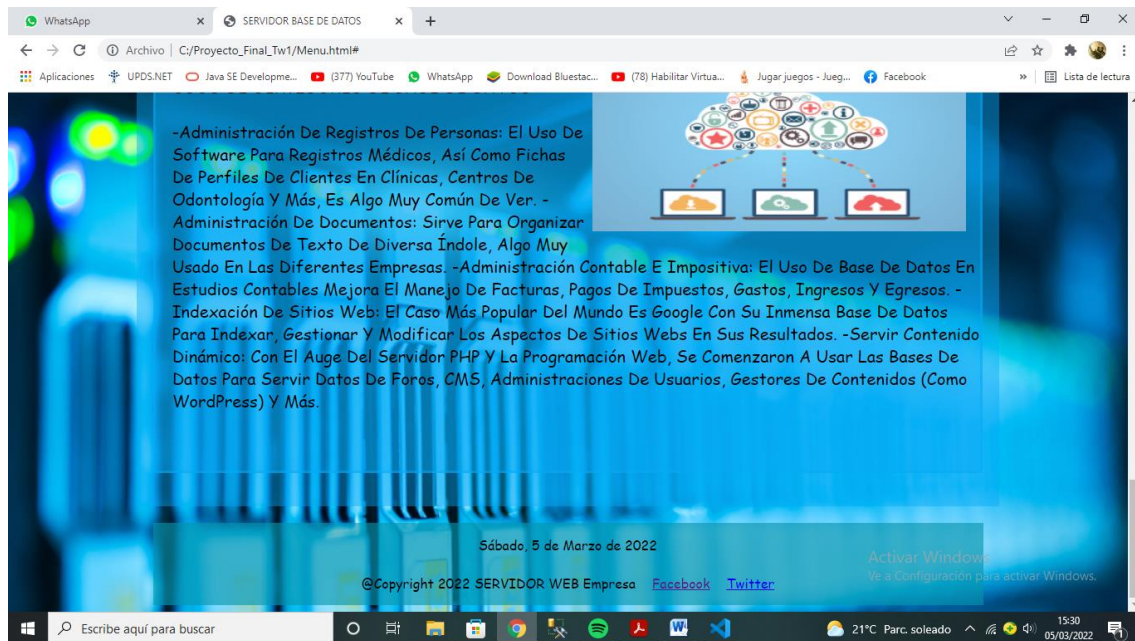 WhatsApp
SERVIDOR BASE DE DATOS
Archivo | C:/Proyecto_Final_Tw1/Menu.html#
Aplicaciones UPDS.NET Java SE Developme... (377) YouTube WhatsApp Download Bluestac... (78) Habilitar Virtua... Jugar juegos - Jueg... Facebook » Lista de lectura
-Administración De Registros De Personas: El Uso De
Software Para Registros Médicos, Así Como Fichas
De Perfiles De Clientes En Clínicas, Centros De
Odontología Y Más, Es Algo Muy Común De Ver. -
Administración De Documentos: Sirve Para Organizar
Documentos De Texto De Diversa Índole, Algo Muy
Usado En Las Diferentes Empresas. -Administración Contable E Impositiva: El Uso De Base De Datos En
Estudios Contables Mejora El Manejo De Facturas, Pagos De Impuestos, Gastos, Ingresos Y Egresos. -
Indexación De Sitios Web: El Caso Más Popular Del Mundo Es Google Con Su Inmensa Base De Datos
Para Indexar, Gestionar Y Modificar Los Aspectos De Sitios Webs En Sus Resultados. -Servir Contenido
Dinámico: Con El Auge Del Servidor PHP Y La Programación Web, Se Comenzaron A Usar Las Bases De
Datos Para Servir Datos De Foros, CMS, Administraciones De Usuarios, Gestores De Contenidos (Como
WordPress) Y Más.
Sábado, 5 de Marzo de 2022
@Copyright 2022 SERVIDOR WEB Empresa Facebook Twitter
Activar Windows
Ve a Configuración para activar Windows.
Escribe aquí para buscar
21°C Parc. soleado
15:30
05/03/2022